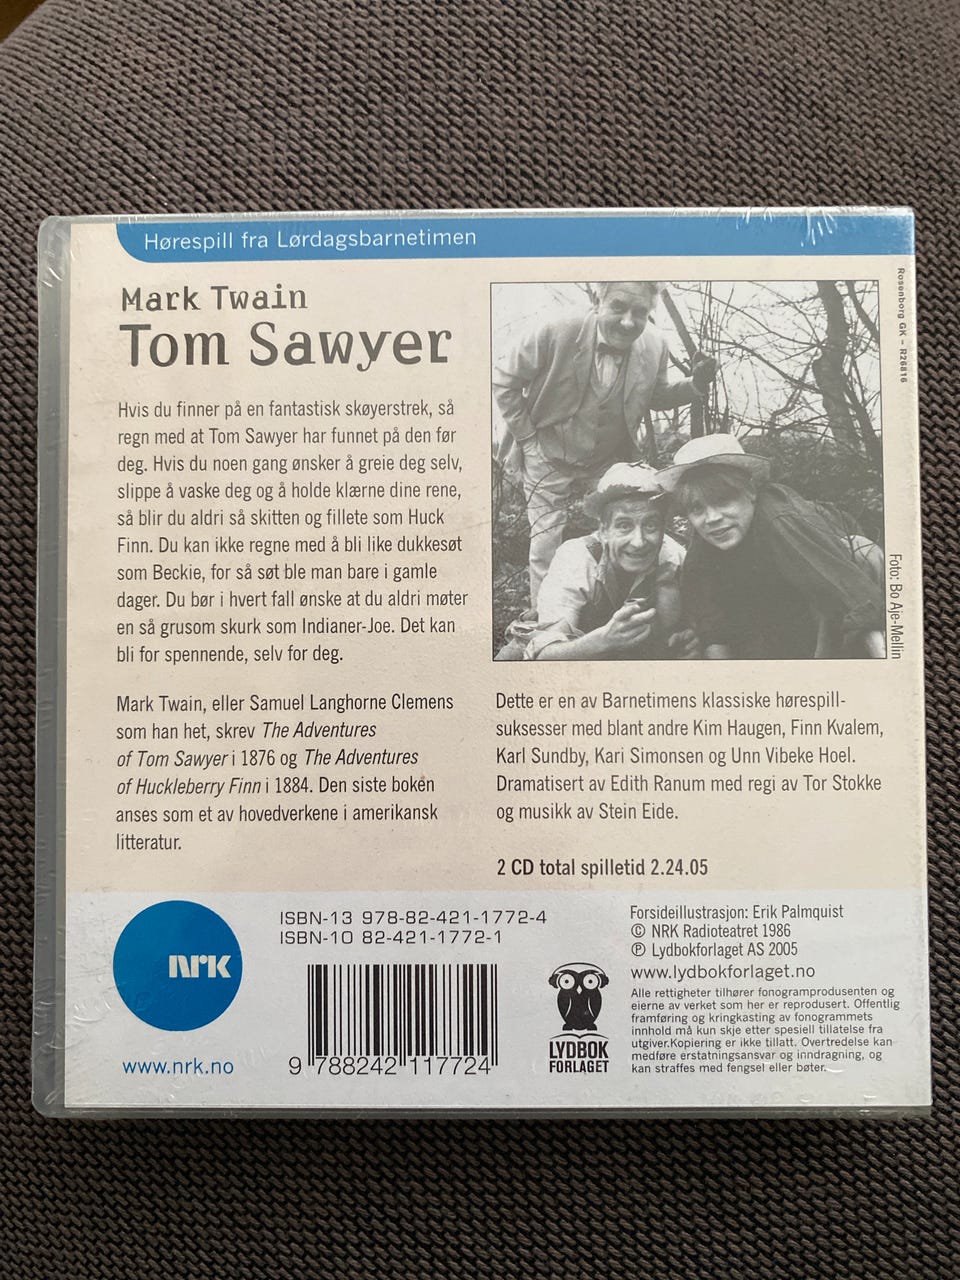 Hørespill fra Lørdagsbarnetimen
Mark Twain
Tom Sawyer
Hvis du finner på en fantastisk skøyerstrek, så
regn med at Tom Sawyer har funnet på den før
deg. Hvis du noen gang ønsker å greie deg selv,
slippe å vaske deg og å holde klærne dine rene,
så blir du aldri så skitten og fillete som Huck
Finn. Du kan ikke regne med å bli like dukkesøt
som Beckie, for så søt ble man bare i gamle
dager. Du bør i hvert fall ønske at du aldri møter
en så grusom skurk som Indianer-Joe. Det kan
bli for spennende, selv for deg.
Mark Twain, eller Samuel Langhorne Clemens
som han het, skrev The Adventures
of Tom Sawyer i 1876 og The Adventures
of Huckleberry Finn i 1884. Den siste boken
anses som et av hovedverkene i amerikansk
litteratur.
Rosenborg GK – R26816
Foto: Bo Aje-Mellin
Dette er en av Barnetimens klassiske hørespill-
suksesser med blant andre Kim Haugen, Finn Kvalem,
Karl Sundby, Kari Simonsen og Unn Vibeke Hoel.
Dramatisert av Edith Ranum med regi av Tor Stokke
og musikk av Stein Eide.
2 CD total spilletid 2.24.05
NRK
www.nrk.no
ISBN-13 978-82-421-1772-4
ISBN-10 82-421-1772-1
9 788242 117724
LYDBOK
FORLAGET
Forsideillustrasjon: Erik Palmquist
© NRK Radioteatret 1986
℗ Lydbokforlaget AS 2005
www.lydbokforlaget.no
Alle rettigheter tilhører fonogramprodusenten og
eierne av verket som her er reprodusert. Offentlig
framføring og kringkasting av fonogrammets
innhold må kun skje etter spesiell tillatelse fra
utgiver.Kopiering er ikke tillatt. Overtredelse kan
medføre erstatningsansvar og inndragning, og
kan straffes med fengsel eller bøter.